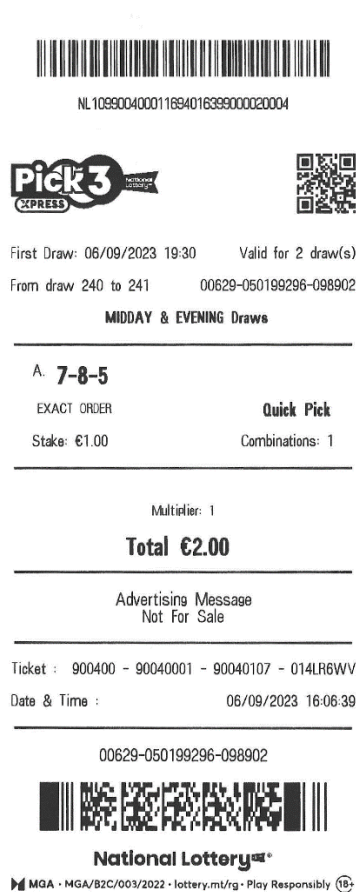 NL10990040001169401639900002​0004
Pick 3
National Lottery
XPRESS
First Draw: 06/09/2023 19:30 Valid for 2 draw(s)
From draw 240 to 241 00629-050199296-098902
MIDDAY & EVENING Draws
A. 7-8-5
EXACT ORDER Quick Pick
Stake: €1.00 Combinations: 1
Multiplier: 1
Total €2.00
Advertising Message
Not For Sale
Ticket : 900400 - 90040001 - 90040107 - 014LR6WV
Date & Time : 06/09/2023 16:06:39
00629-050199296-098902
National Lottery
MGA · MGA/B2C/003/2022 · lottery.mt/rg · Play Responsibly 18+